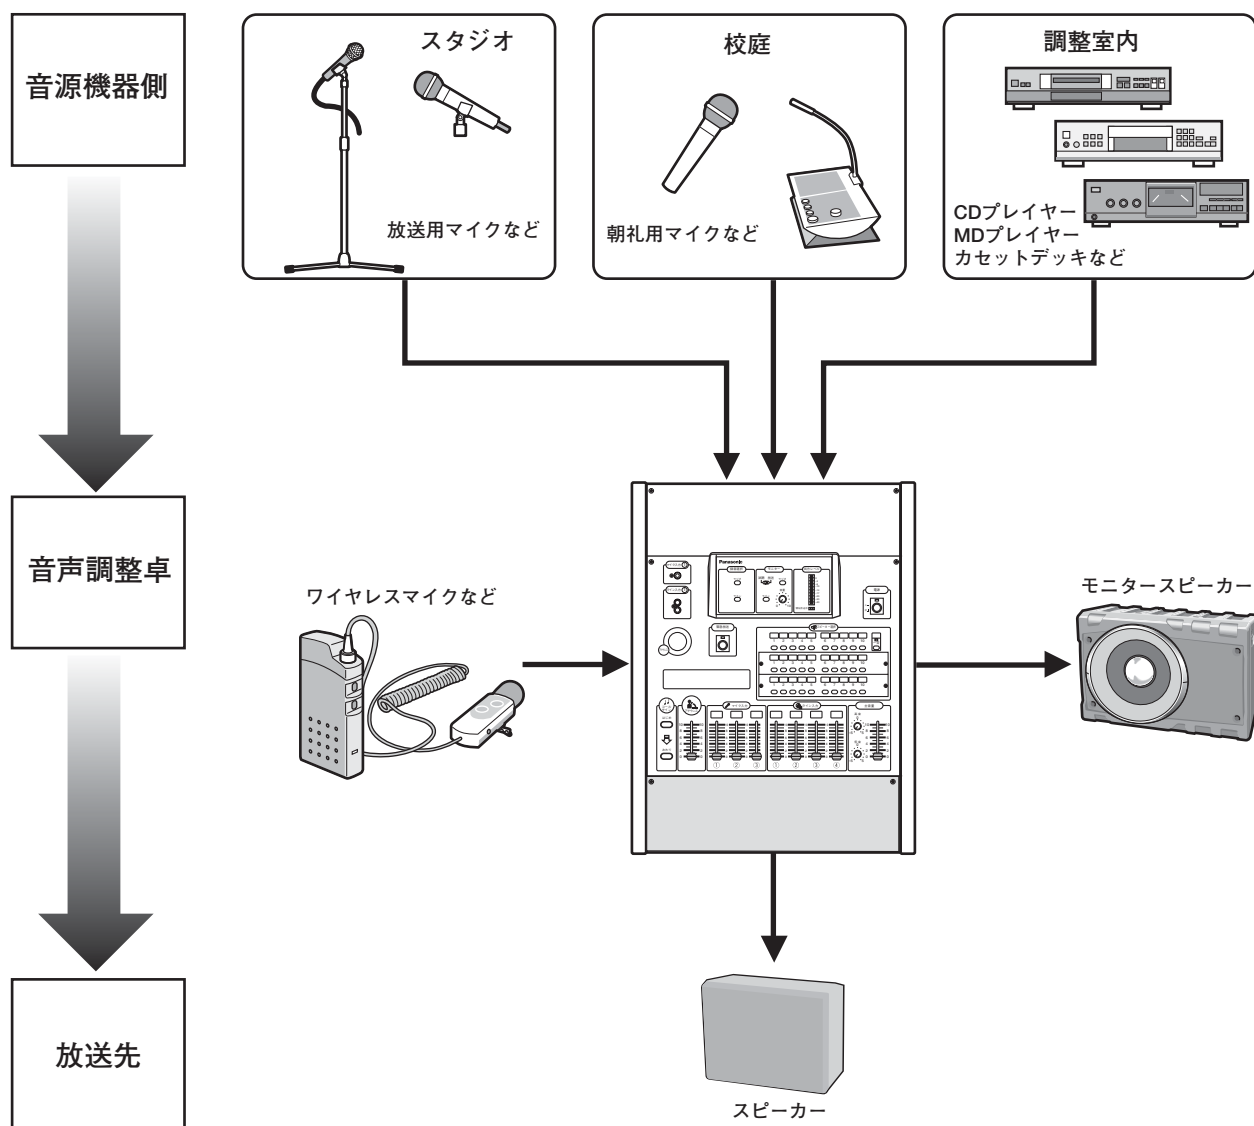 音源機器側
スタジオ
放送用マイクなど
校庭
朝礼用マイクなど
調整室内
CDプレイヤー
MDプレイヤー
カセットデッキなど
音声調整卓
ワイヤレスマイクなど
Panasonic
モニタースピーカー
放送先
スピーカー